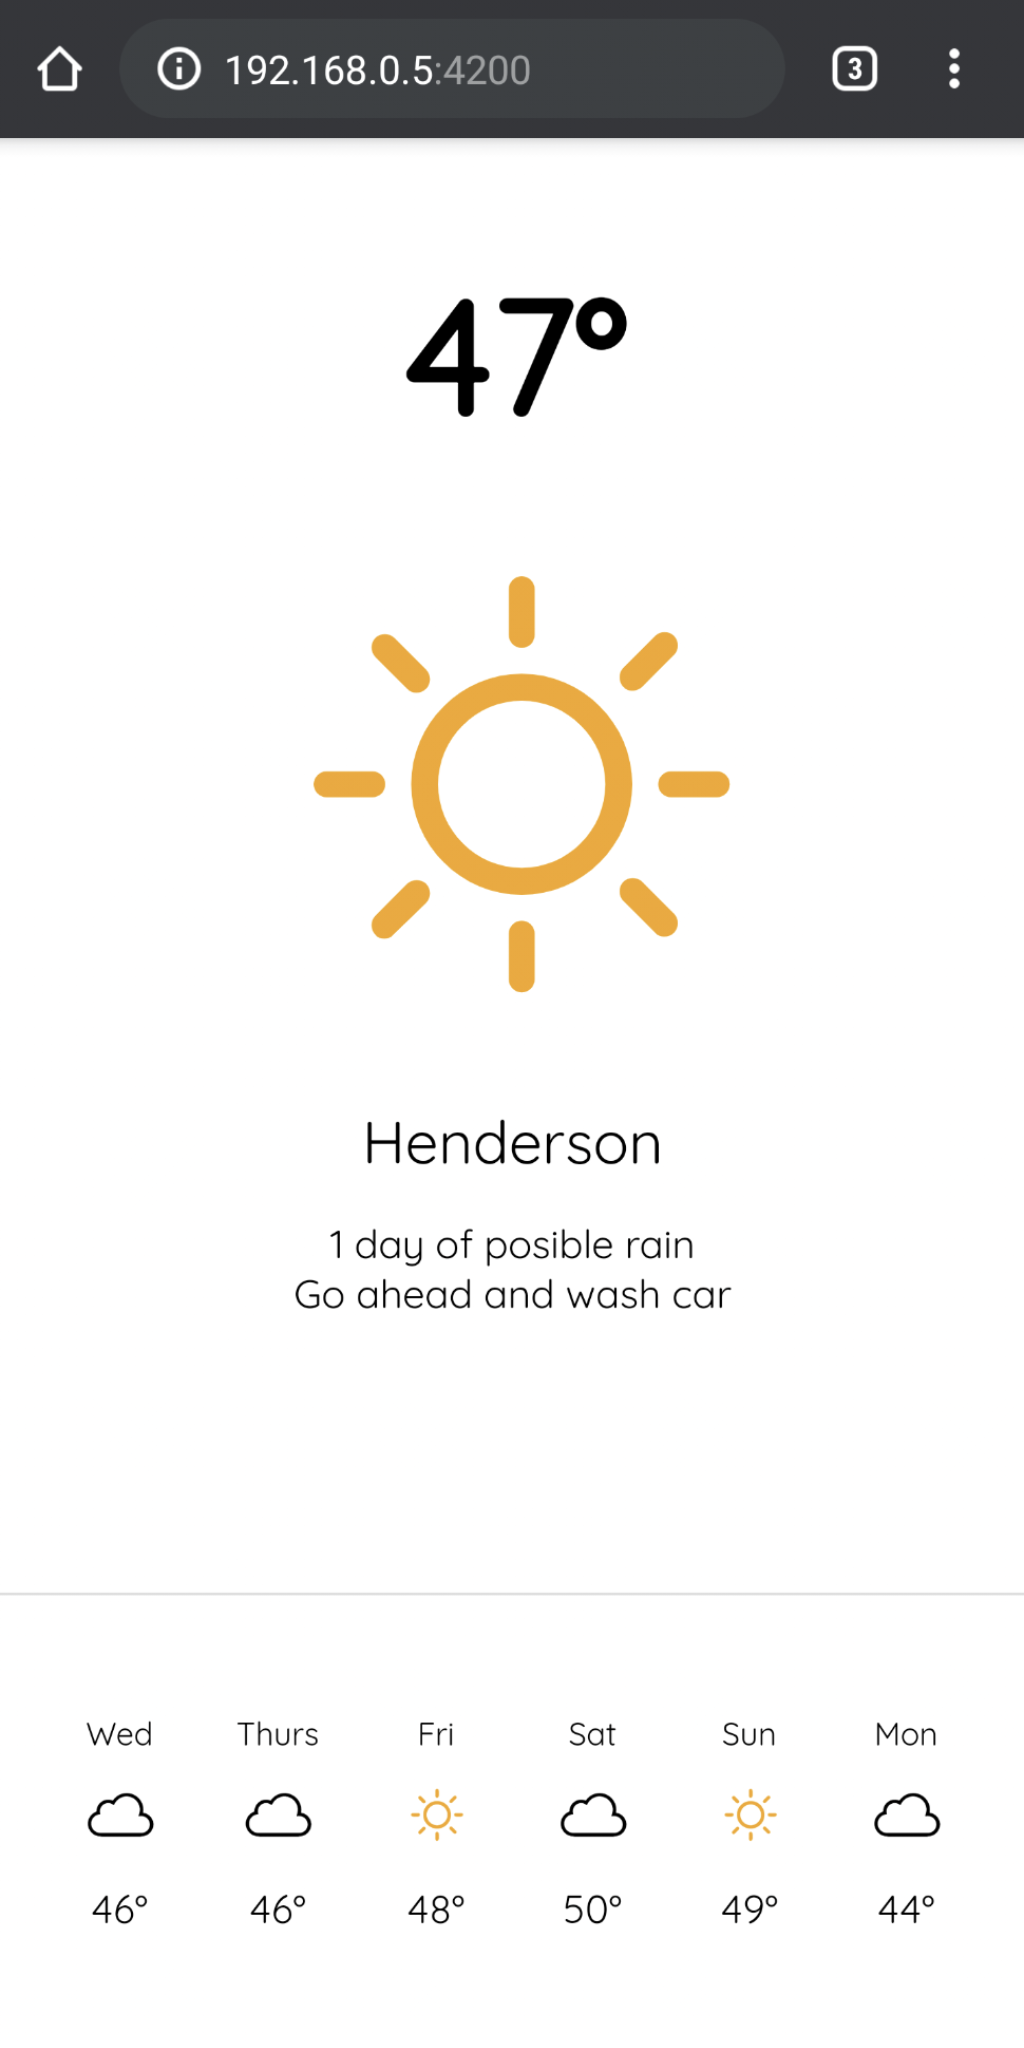 192.168.0.5:4200
3
47°
Henderson
1 day of posible rain
Go ahead and wash car
Wed Thurs Fri Sat Sun Mon
46° 46° 48° 50° 49° 44°